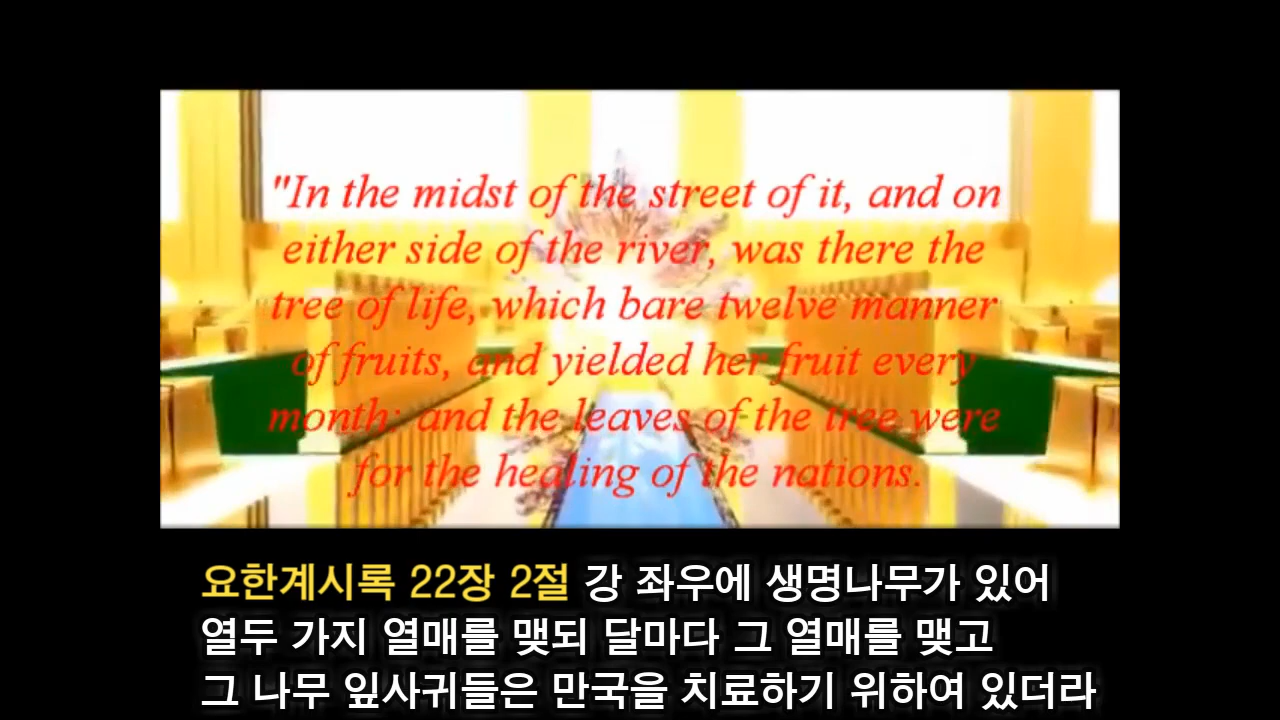 "In the midst of the street of it, and on
either side of the river, was there the
tree of life, which bare twelve manner
of fruits, and yielded her fruit every
month: and the leaves of the tree were
for the healing of the nations.
요한계시록 22장 2절 강 좌우에 생명나무가 있어
열두 가지 열매를 맺되 달마다 그 열매를 맺고
그 나무 잎사귀들은 만국을 치료하기 위하여 있더라